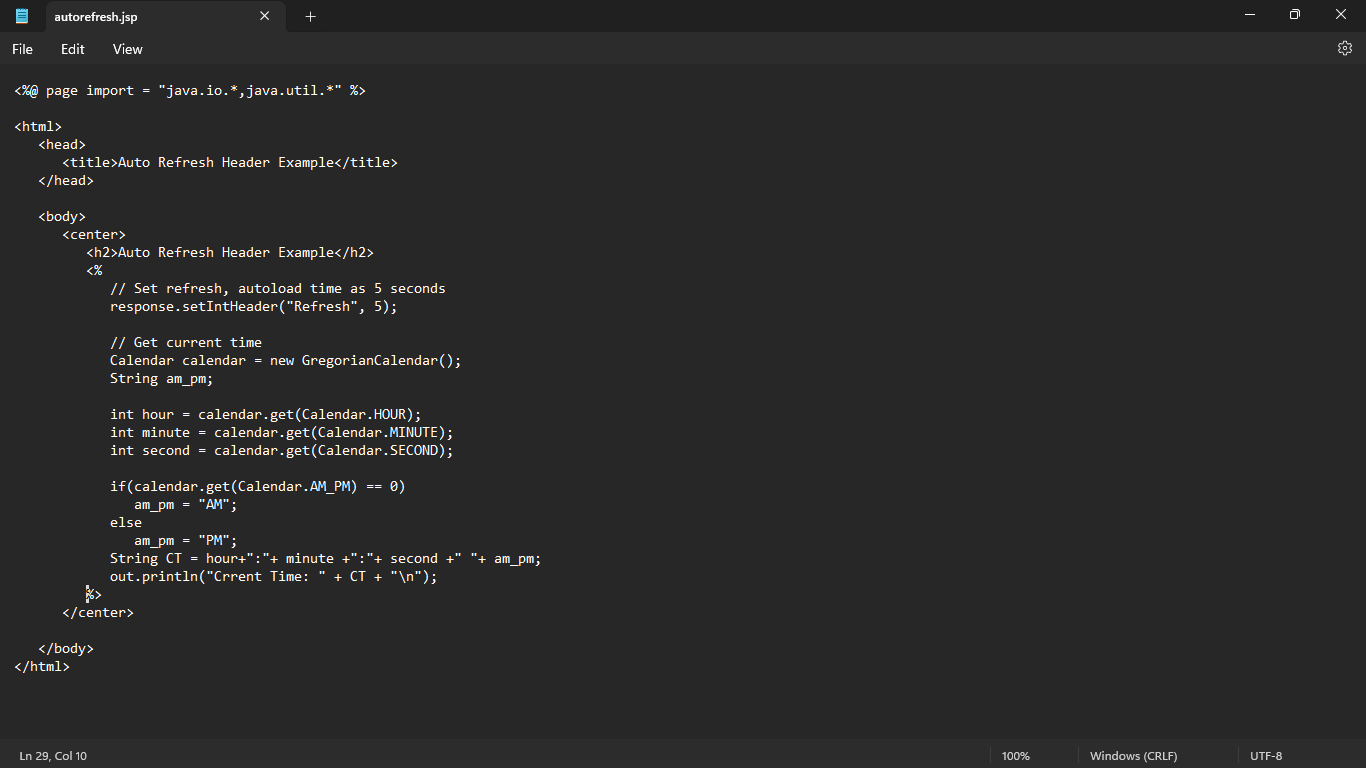 autorefresh.jsp
File Edit View
<%@ page import = "java.io.*,java.util.*" %>
<html>
<head>
<title>Auto Refresh Header Example</title>
</head>
<body>
<center>
<h2>Auto Refresh Header Example</h2>
<%
// Set refresh, autoload time as 5 seconds
response.setIntHeader("Refresh", 5);
// Get current time
Calendar calendar = new GregorianCalendar();
String am_pm;
int hour = calendar.get(Calendar.HOUR);
int minute = calendar.get(Calendar.MINUTE);
int second = calendar.get(Calendar.SECOND);
if(calendar.get(Calendar.AM_PM) == 0)
am_pm = "AM";
else
am_pm = "PM";
String CT = hour+":"+ minute +":"+ second +" "+ am_pm;
out.println("Crrent Time: " + CT + "\n");
%>
</center>
</body>
</html>
Ln 29, Col 10 100% Windows (CRLF) UTF-8